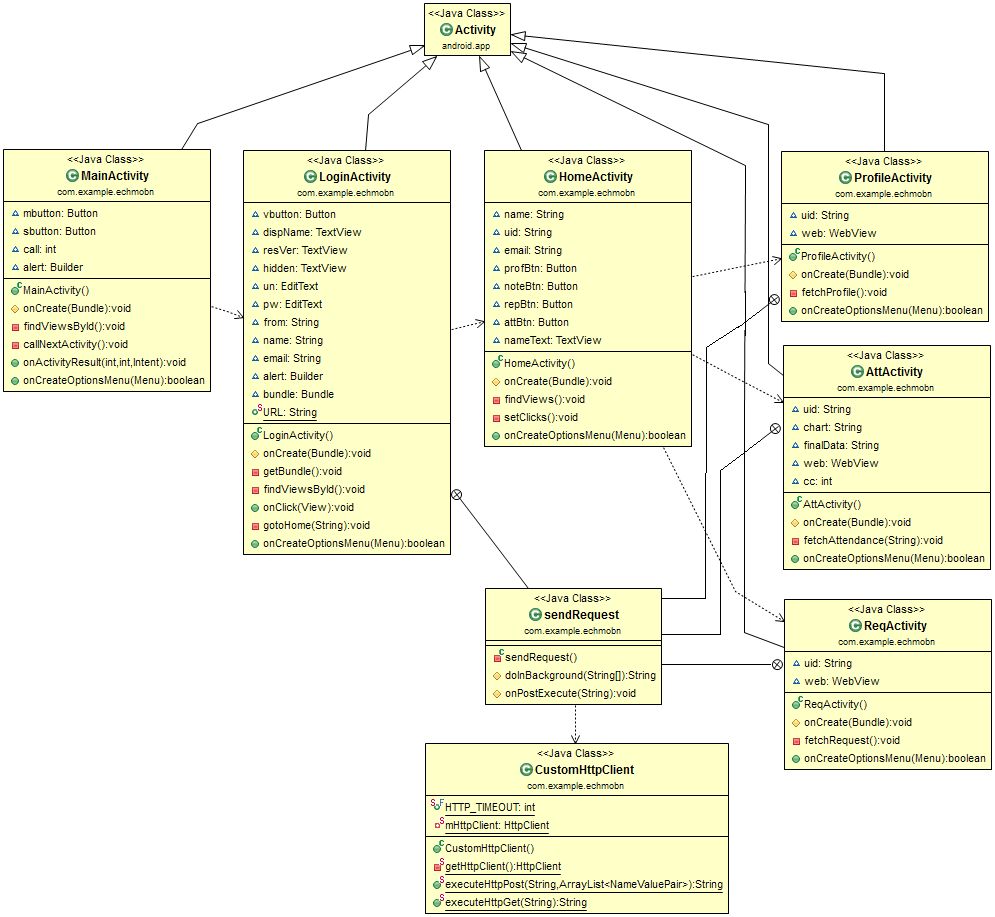 <<Java Class>>
Activity
android.app
<<Java Class>>
MainActivity
com.example.echmobn
mbutton: Button
sbutton: Button
call: int
alert: Builder
MainActivity()
onCreate(Bundle):void
findViewsById():void
callNextActivity():void
onActivityResult(int,int,Intent):void
onCreateOptionsMenu(Menu):boolean
<<Java Class>>
LoginActivity
com.example.echmobn
vbutton: Button
dispName: TextView
resVer: TextView
hidden: TextView
un: EditText
pw: EditText
from: String
name: String
email: String
alert: Builder
bundle: Bundle
URL: String
LoginActivity()
onCreate(Bundle):void
getBundle():void
findViewsById():void
onClick(View):void
gotoHome(String):void
onCreateOptionsMenu(Menu):boolean
<<Java Class>>
HomeActivity
com.example.echmobn
name: String
uid: String
email: String
profBtn: Button
noteBtn: Button
repBtn: Button
attBtn: Button
nameText: TextView
HomeActivity()
onCreate(Bundle):void
findViews():void
setClicks():void
onCreateOptionsMenu(Menu):boolean
<<Java Class>>
ProfileActivity
com.example.echmobn
uid: String
web: WebView
ProfileActivity()
onCreate(Bundle):void
fetchProfile():void
onCreateOptionsMenu(Menu):boolean
<<Java Class>>
AttActivity
com.example.echmobn
uid: String
chart: String
finalData: String
web: WebView
cc: int
AttActivity()
onCreate(Bundle):void
fetchAttendance(String):void
onCreateOptionsMenu(Menu):boolean
<<Java Class>>
sendRequest
com.example.echmobn
sendRequest()
doInBackground(String[]):String
onPostExecute(String):void
<<Java Class>>
ReqActivity
com.example.echmobn
uid: String
web: WebView
ReqActivity()
onCreate(Bundle):void
fetchRequest():void
onCreateOptionsMenu(Menu):boolean
<<Java Class>>
CustomHttpClient
com.example.echmobn
HTTP_TIMEOUT: int
mHttpClient: HttpClient
CustomHttpClient()
getHttpClient():HttpClient
executeHttpPost(String,ArrayList<NameValuePair>):String
executeHttpGet(String):String